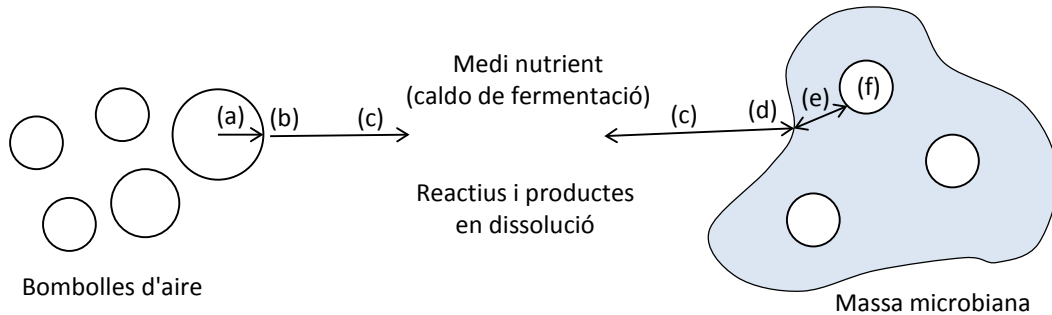 Medi nutrient
(caldo de fermentació)
(a)
(b)
(c)
(c)
(d)
(e)
(f)
Reactius i productes
en dissolució
Bombolles d'aire
Massa microbiana